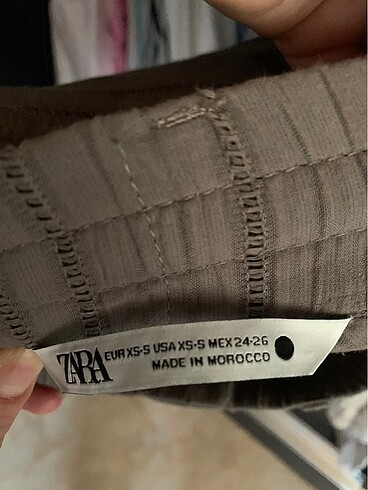 ZARA
EUR XS-S USA XS-S MEX 24-26
MADE IN MOROCCO